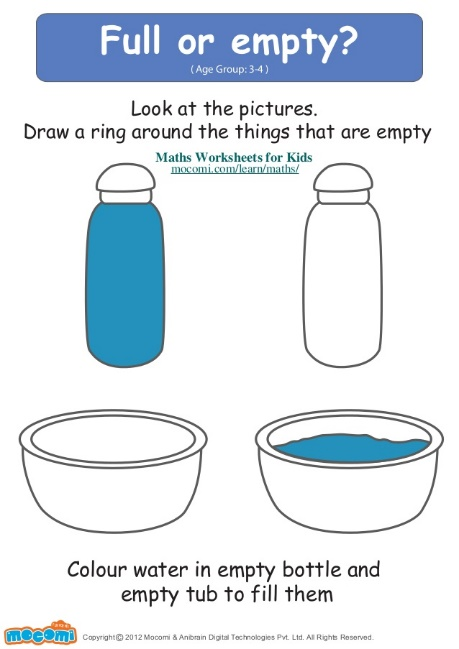 Full or empty?
( Age Group: 3-4 )
Look at the pictures.
Draw a ring around the things that are empty
Maths Worksheets for Kids
mocomi.com/learn/maths/
Colour water in empty bottle and
empty tub to fill them
mocomi
Copyright © 2012 Mocomi & Anibrain Digital Technologies Pvt. Ltd. All Rights Reserved.